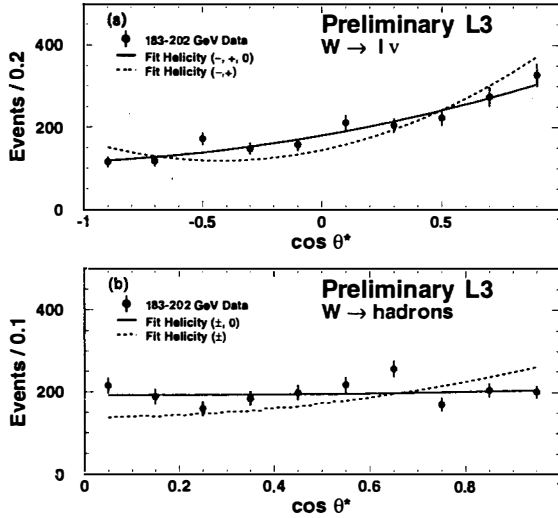 (a)
Preliminary L3
183-202 GeV Data
W → lν
Fit Helicity (−, +, 0)
Fit Helicity (−,+)
Events / 0.2
400
200
0
-1
-0.5
0
0.5
cos θ*
(b)
Preliminary L3
183-202 GeV Data
W → hadrons
Fit Helicity (±, 0)
Fit Helicity (±)
Events / 0.1
400
200
0
0
0.2
0.4
0.6
0.8
cos θ*